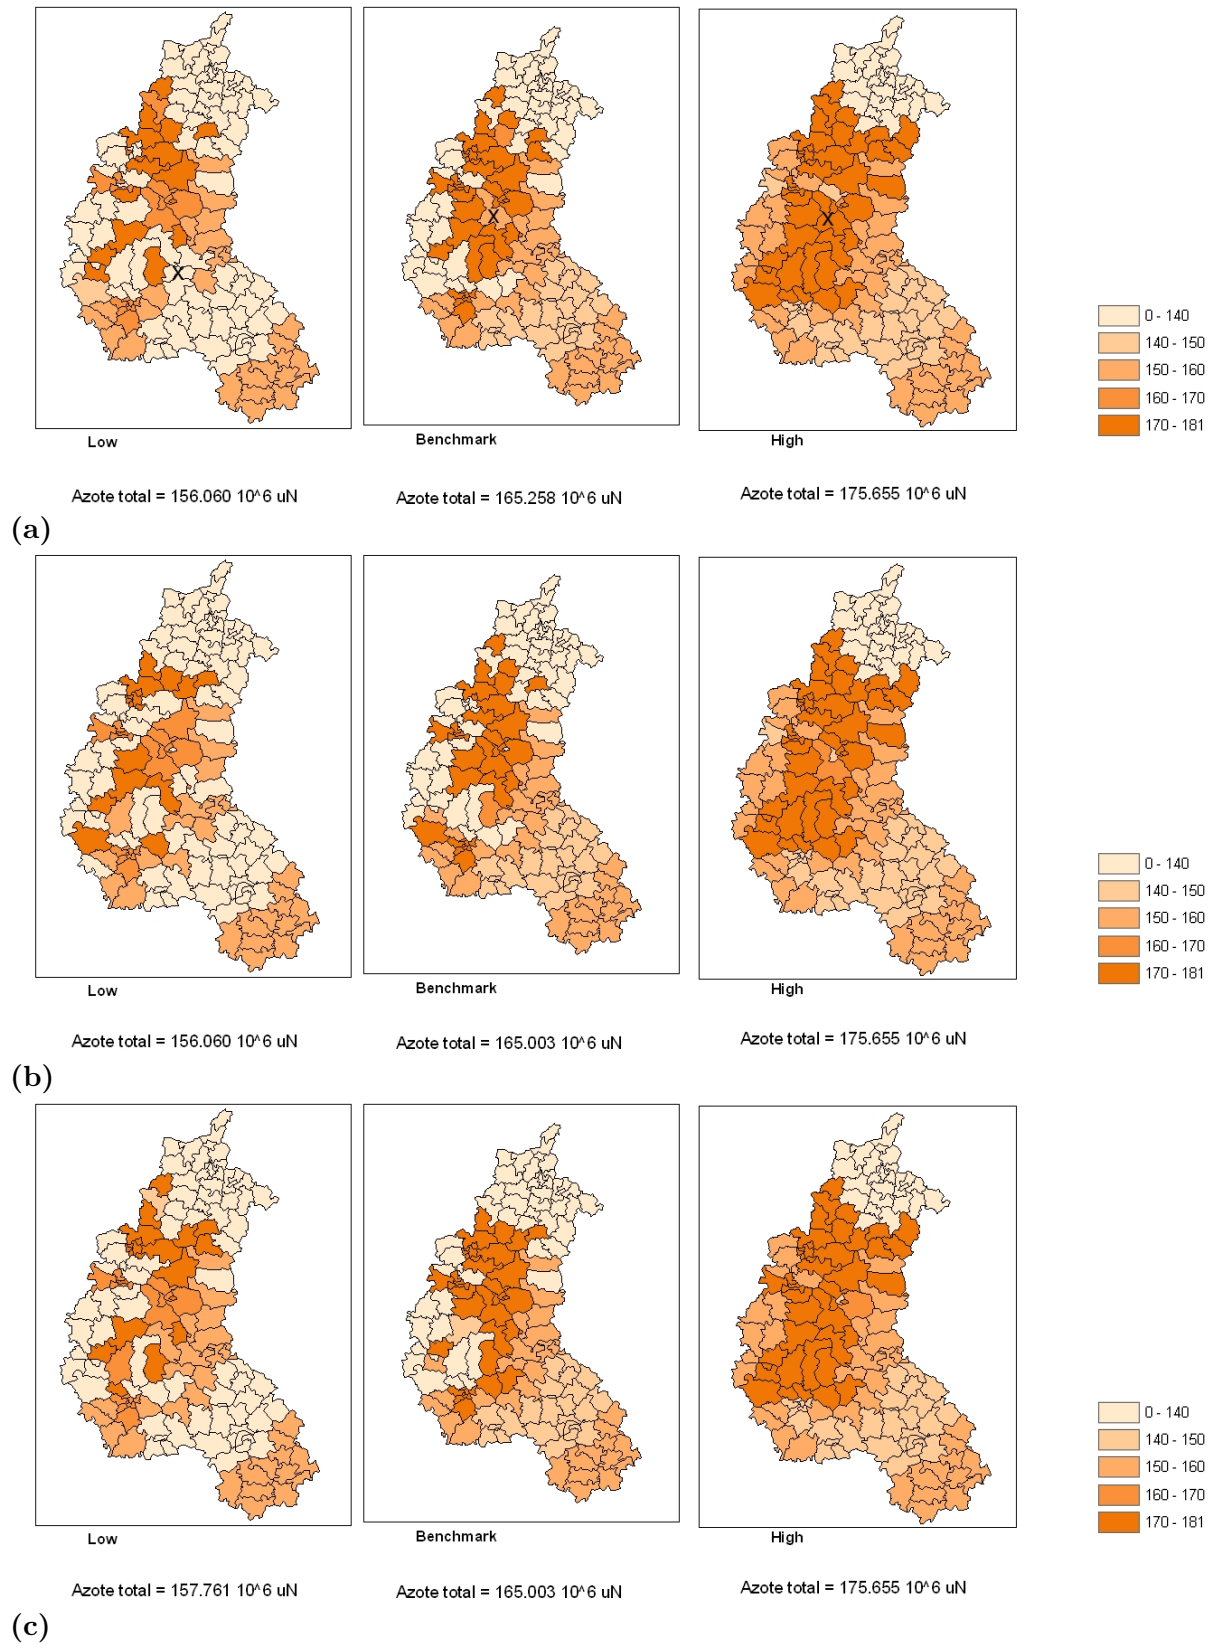 X
X
X
0 - 140
140 - 150
150 - 160
160 - 170
170 - 181
Low
Benchmark
High
Azote total = 156.060 10^6 uN
Azote total = 165.258 10^6 uN
Azote total = 175.655 10^6 uN
(a)
0 - 140
140 - 150
150 - 160
160 - 170
170 - 181
Low
Benchmark
High
Azote total = 156.060 10^6 uN
Azote total = 165.003 10^6 uN
Azote total = 175.655 10^6 uN
(b)
0 - 140
140 - 150
150 - 160
160 - 170
170 - 181
Low
Benchmark
High
Azote total = 157.761 10^6 uN
Azote total = 165.003 10^6 uN
Azote total = 175.655 10^6 uN
(c)